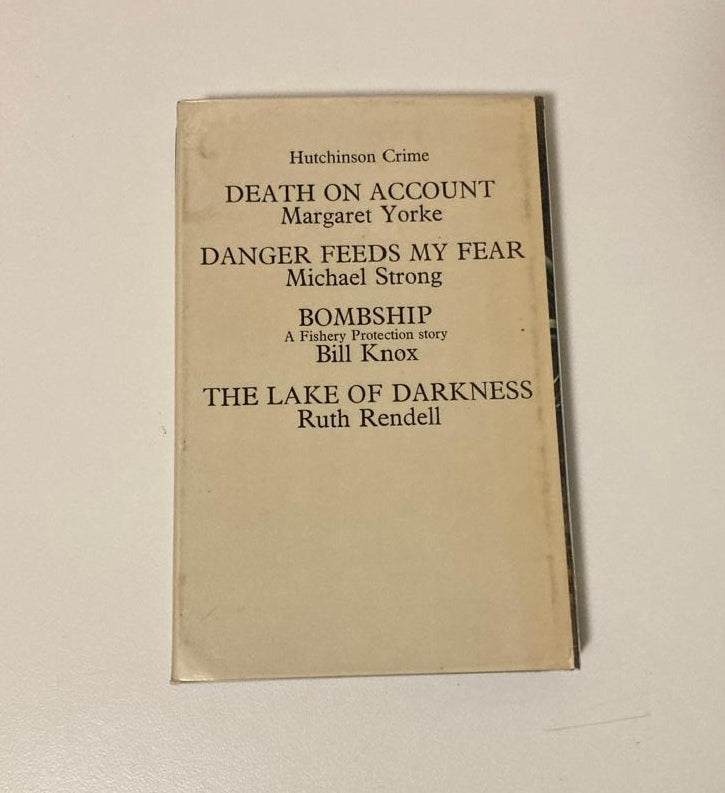 Hutchinson Crime
DEATH ON ACCOUNT
Margaret Yorke
DANGER FEEDS MY FEAR
Michael Strong
BOMBSHIP
A Fishery Protection story
Bill Knox
THE LAKE OF DARKNESS
Ruth Rendell